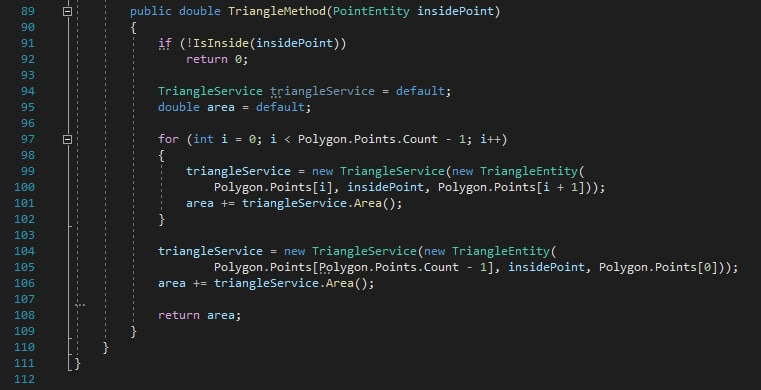 89 public double TriangleMethod(PointEntity insidePoint)
90 {
91 if (!IsInside(insidePoint))
92 return 0;
93
94 TriangleService triangleService = default;
95 double area = default;
96
97 for (int i = 0; i < Polygon.Points.Count - 1; i++)
98 {
99 triangleService = new TriangleService(new TriangleEntity(
100 Polygon.Points[i], insidePoint, Polygon.Points[i + 1]));
101 area += triangleService.Area();
102 }
103
104 triangleService = new TriangleService(new TriangleEntity(
105 Polygon.Points[Polygon.Points.Count - 1], insidePoint, Polygon.Points[0]));
106 area += triangleService.Area();
107
108 return area;
109 }
110 }
111 }
112